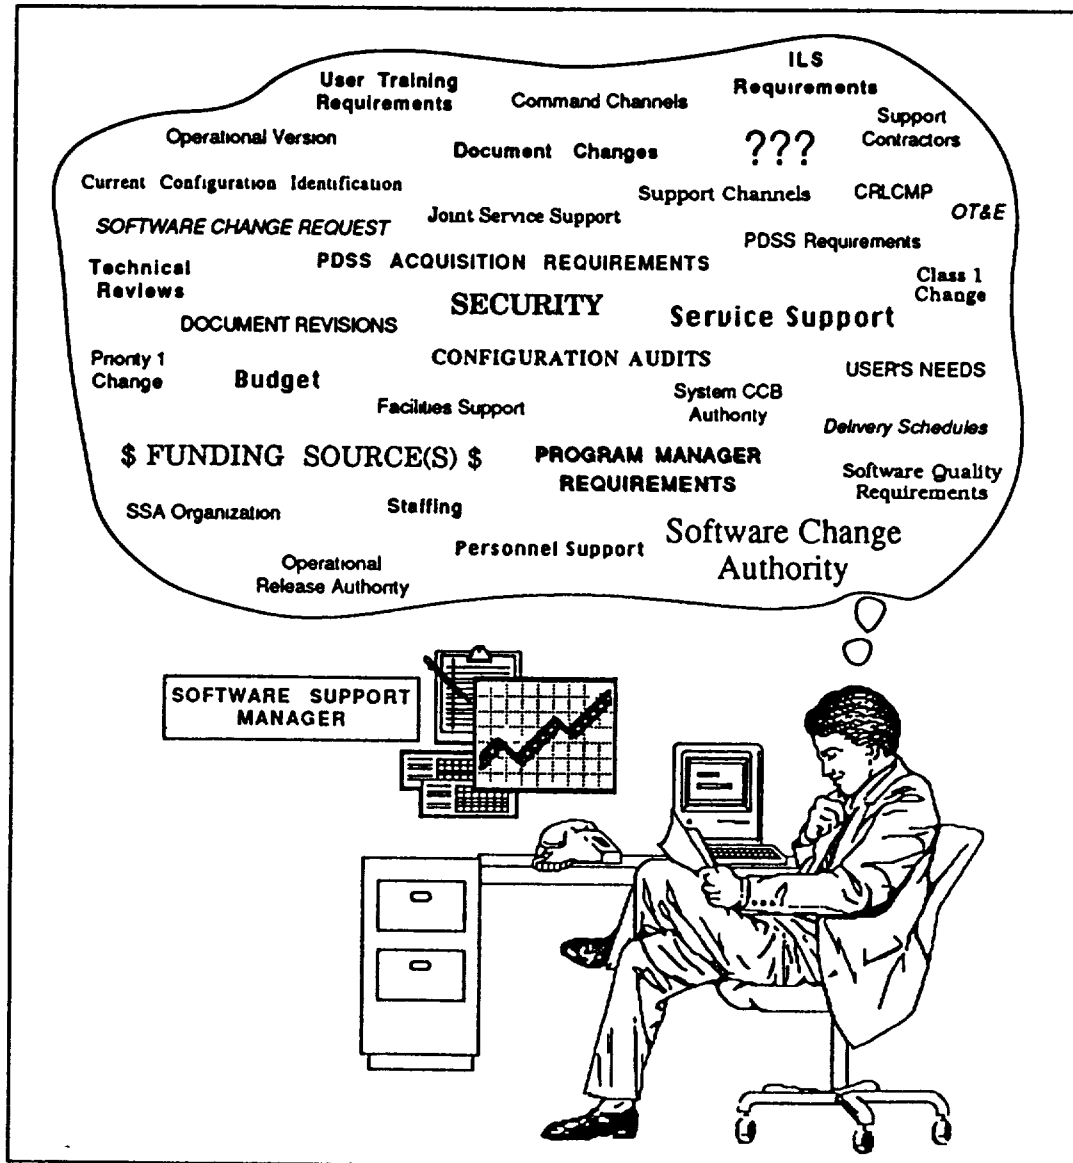 ILS
Requirements
User Training
Requirements
Command Channels
Support
Contractors
Operational Version
Document Changes
???
Current Configuration Identification
Support Channels
CRLCMP
OT&E
SOFTWARE CHANGE REQUEST
Joint Service Support
PDSS Requirements
Technical
Reviews
PDSS ACQUISITION REQUIREMENTS
Class 1
Change
SECURITY
Service Support
DOCUMENT REVISIONS
Priority 1
Change
Budget
CONFIGURATION AUDITS
USER'S NEEDS
Facilities Support
System CCB
Authority
Delivery Schedules
$ FUNDING SOURCE(S) $
PROGRAM MANAGER
REQUIREMENTS
Software Quality
Requirements
SSA Organization
Staffing
Personnel Support
Software Change
Authority
Operational
Release Authority
SOFTWARE SUPPORT
MANAGER